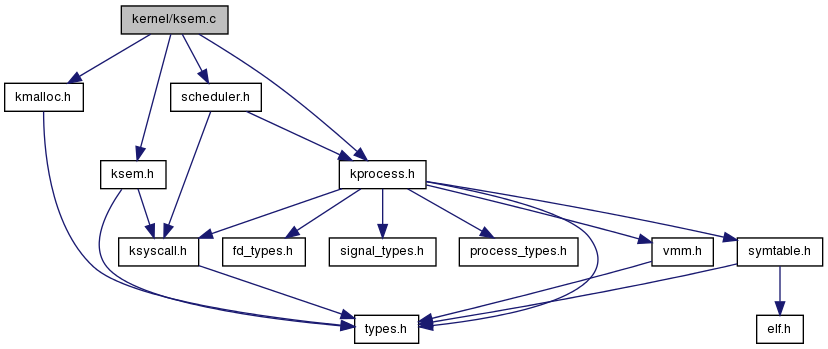 kernel/ksem.c
kmalloc.h
scheduler.h
ksem.h
kprocess.h
ksyscall.h
fd_types.h
signal_types.h
process_types.h
vmm.h
symtable.h
types.h
elf.h